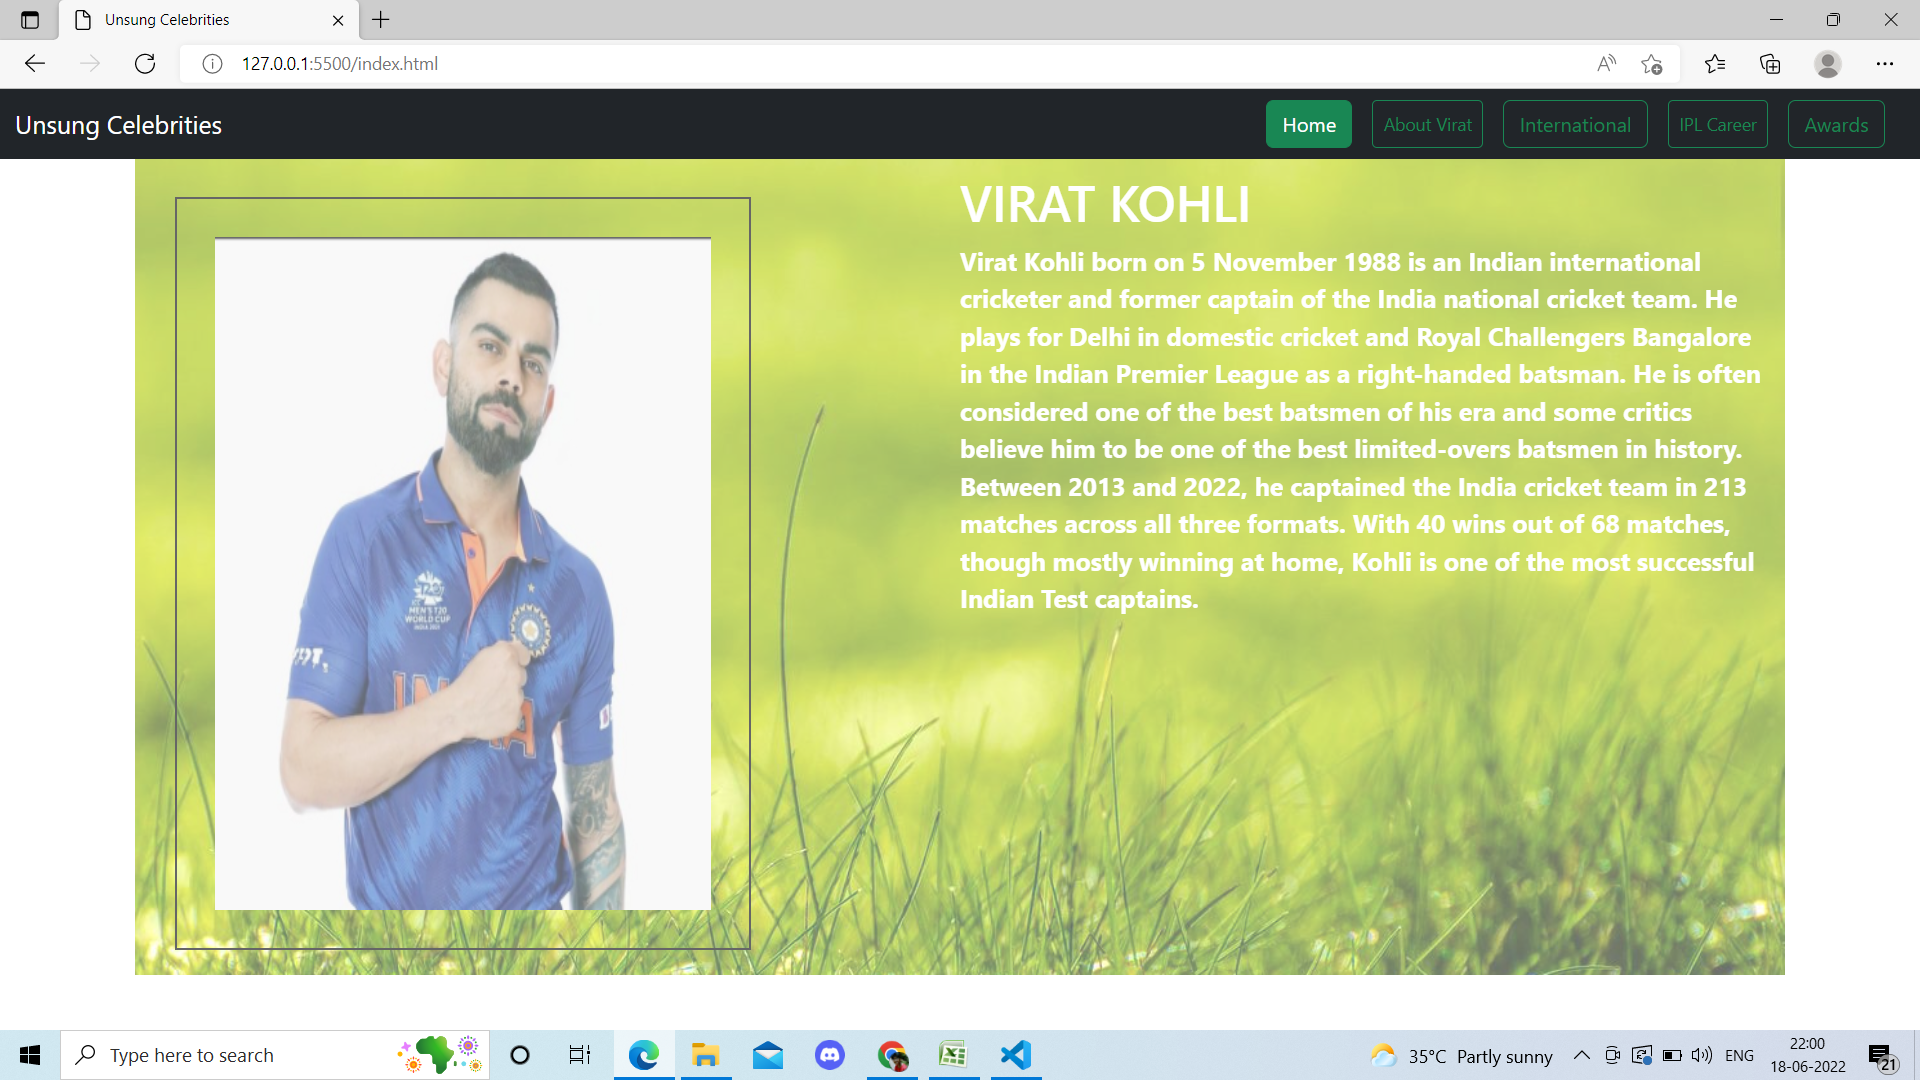 Unsung Celebrities
127.0.0.1:5500/index.html
Unsung Celebrities
Home
About Virat
International
IPL Career
Awards
VIRAT KOHLI
Virat Kohli born on 5 November 1988 is an Indian international
cricketer and former captain of the India national cricket team. He
plays for Delhi in domestic cricket and Royal Challengers Bangalore
in the Indian Premier League as a right-handed batsman. He is often
considered one of the best batsmen of his era and some critics
believe him to be one of the best limited-overs batsmen in history.
Between 2013 and 2022, he captained the India cricket team in 213
matches across all three formats. With 40 wins out of 68 matches,
though mostly winning at home, Kohli is one of the most successful
Indian Test captains.
MEN'S T20
WORLD CUP
Type here to search
35°C Partly sunny
ENG
22:00
18-06-2022
21